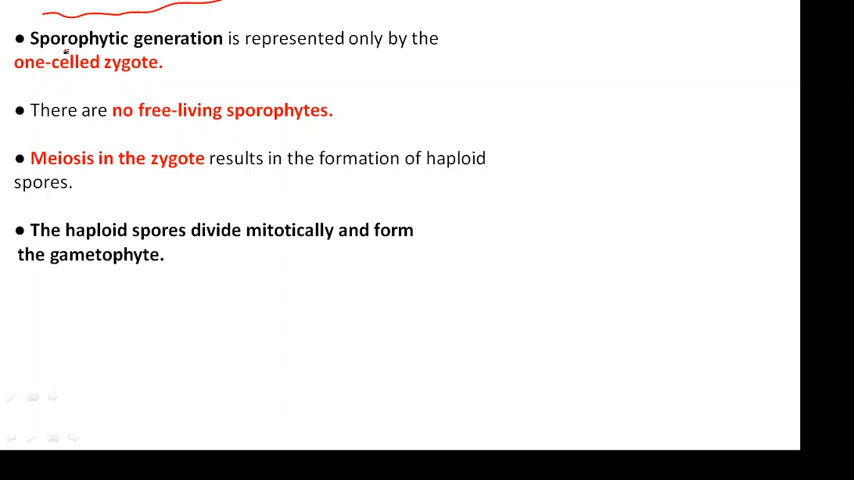 ● Sporophytic generation is represented only by the
one-celled zygote.
● There are no free-living sporophytes.
● Meiosis in the zygote results in the formation of haploid
spores.
● The haploid spores divide mitotically and form
the gametophyte.